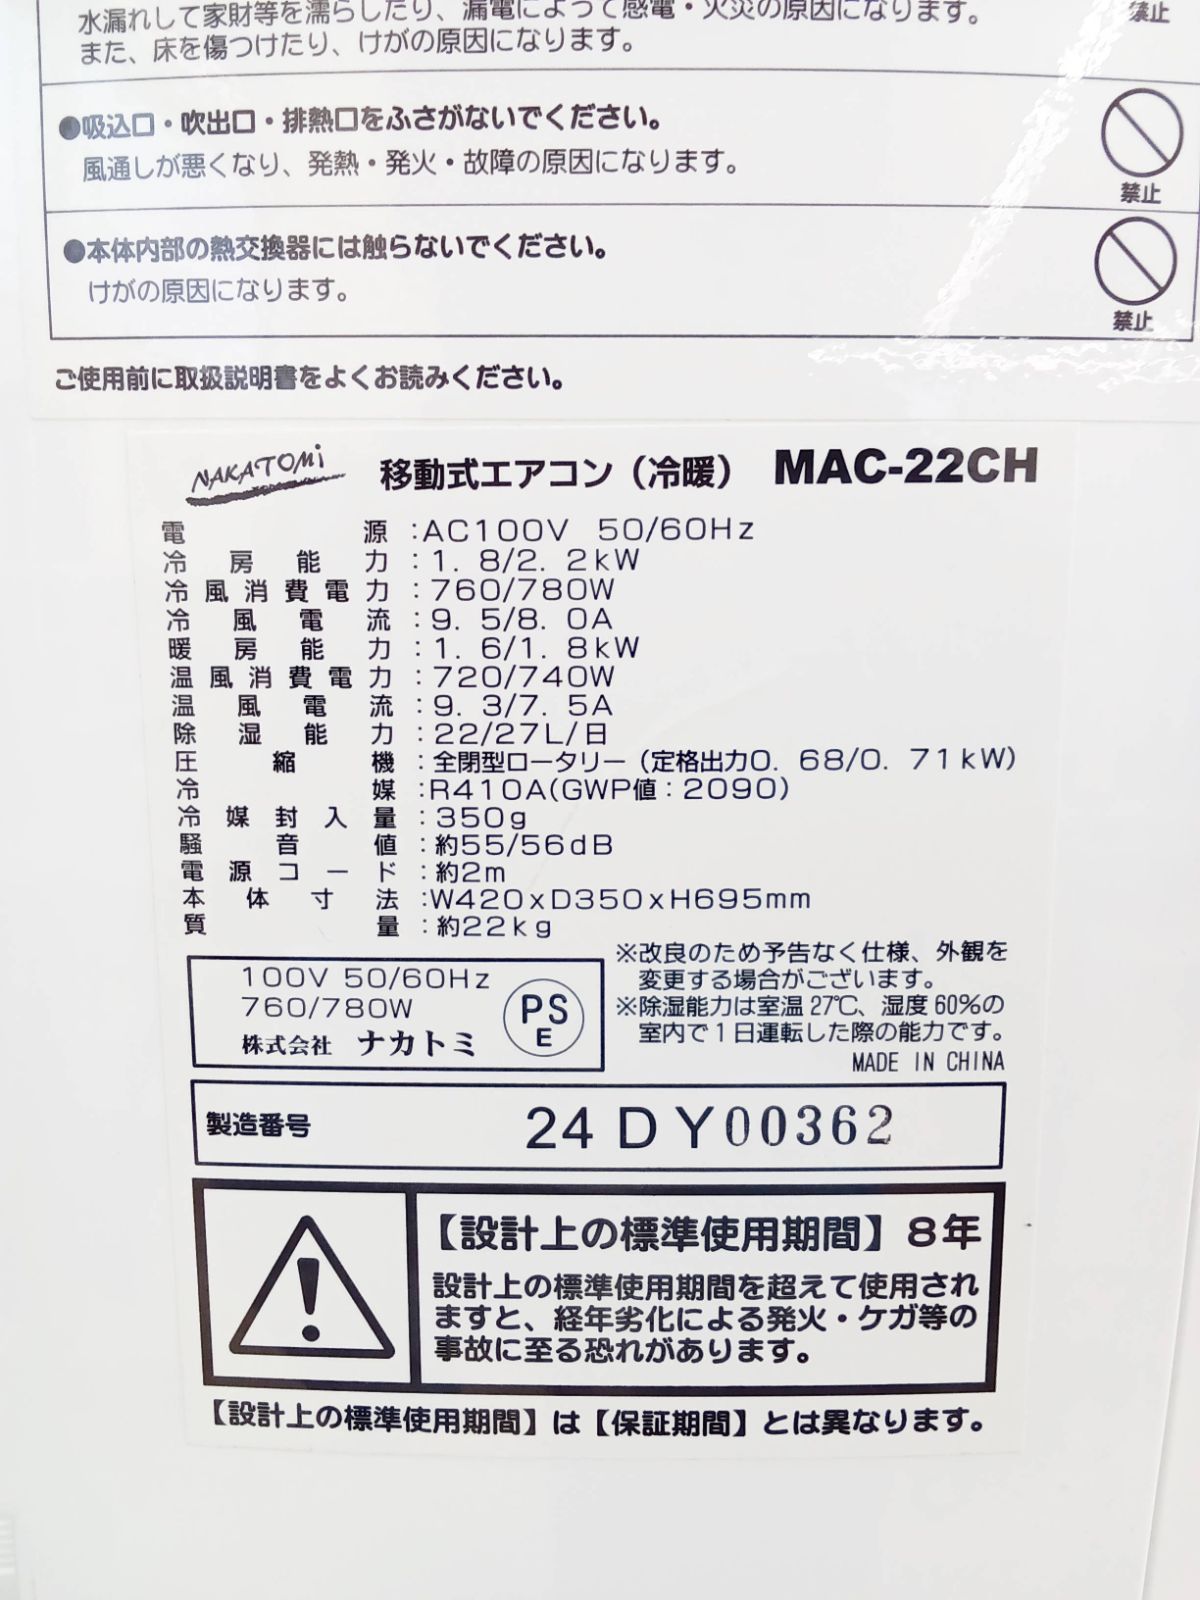 水漏れして家財等を濡らしたり、漏電によって感電・火災の原因になります。
禁止
また、床を傷つけたり、けがの原因になります。
●吸込口・吹出口・排熱口をふさがないでください。
風通しが悪くなり、発熱・発火・故障の原因になります。
禁止
●本体内部の熱交換器には触らないでください。
けがの原因になります。
禁止
ご使用前に取扱説明書をよくお読みください。
NAKATOMi 移動式エアコン（冷暖） MAC-22CH
電源：AC100V 50/60Hz
冷房能力：1.8/2.2kW
冷風消費電力：760/780W
冷風電流：9.5/8.0A
暖房能力：1.6/1.8kW
温風消費電力：720/740W
温風電流：9.3/7.5A
除湿能力：22/27L/日
圧縮機：全閉型ロータリー（定格出力0.68/0.71kW）
冷媒：R410A(GWP値：2090)
冷媒封入量：350g
騒音値：約55/56dB
電源コード：約2m
本体寸法：W420xD350xH695mm
質量：約22kg
100V 50/60Hz
760/780W
株式会社 ナカトミ
PS
E
※改良のため予告なく仕様、外観を
変更する場合がございます。
※除湿能力は室温27℃、湿度60%の
室内で1日運転した際の能力です。
MADE IN CHINA
製造番号 24DY00362
【設計上の標準使用期間】8年
設計上の標準使用期間を超えて使用され
ますと、経年劣化による発火・ケガ等の
事故に至る恐れがあります。
【設計上の標準使用期間】は【保証期間】とは異なります。